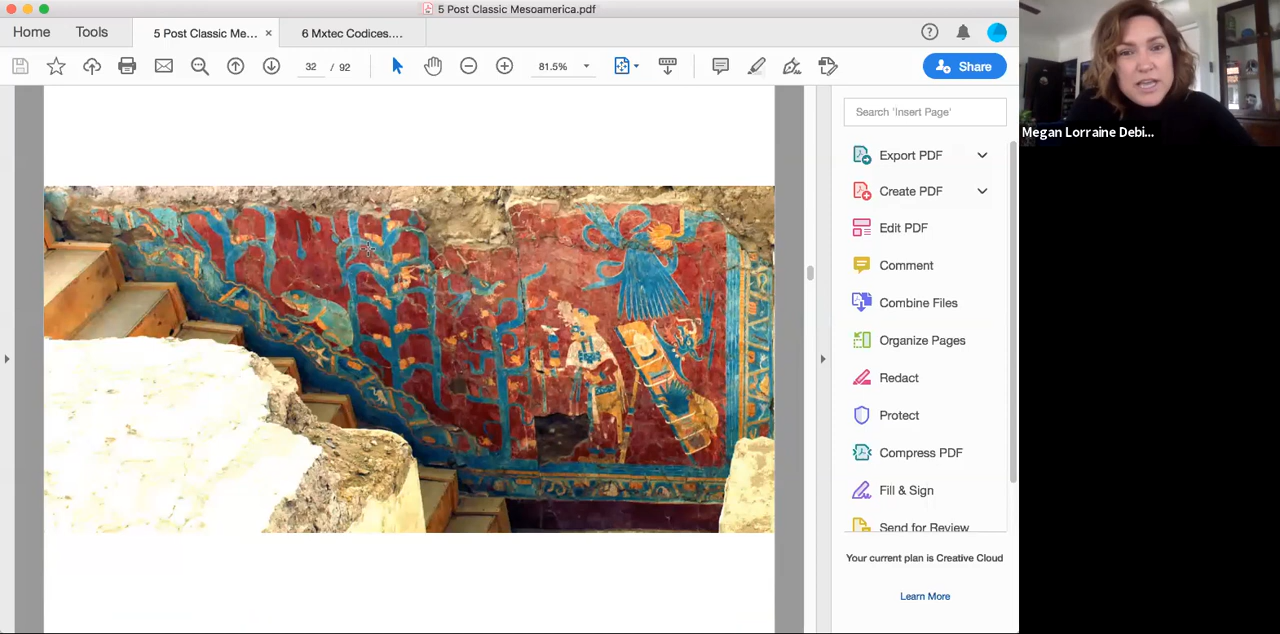 5 Post Classic Mesoamerica.pdf
Home
Tools
5 Post Classic Me...
×
6 Mxtec Codices....
32 / 92
81.5%
Share
Search 'Insert Page'
Export PDF
Create PDF
Edit PDF
Comment
Combine Files
Organize Pages
Redact
Protect
Compress PDF
Fill & Sign
Send for Review
Your current plan is Creative Cloud
Learn More
Megan Lorraine Debi...